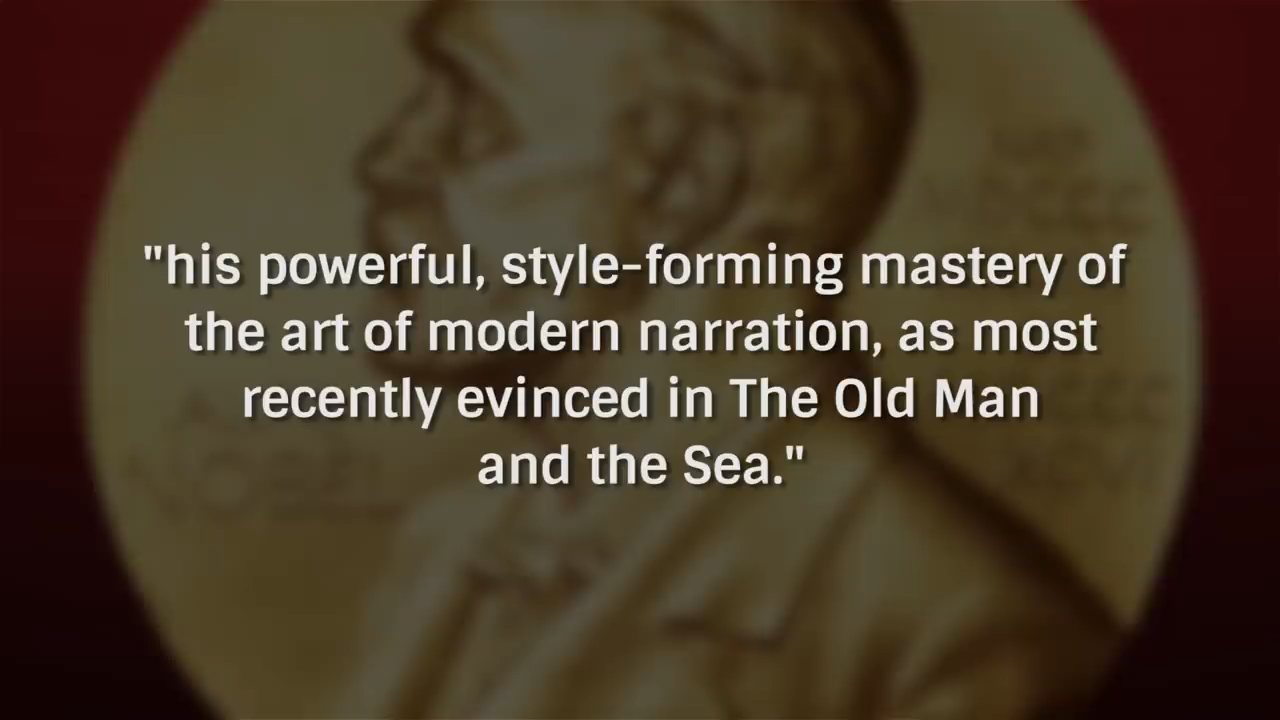 "his powerful, style-forming mastery of
the art of modern narration, as most
recently evinced in The Old Man
and the Sea."